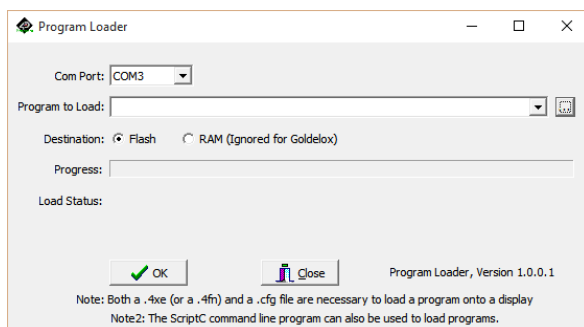 Program Loader
Com Port: COM3
Program to Load:
Destination: Flash RAM (Ignored for Goldelox)
Progress:
Load Status:
OK Close Program Loader, Version 1.0.0.1
Note: Both a .4xe (or a .4fn) and a .cfg file are necessary to load a program onto a display
Note2: The ScriptC command line program can also be used to load programs.